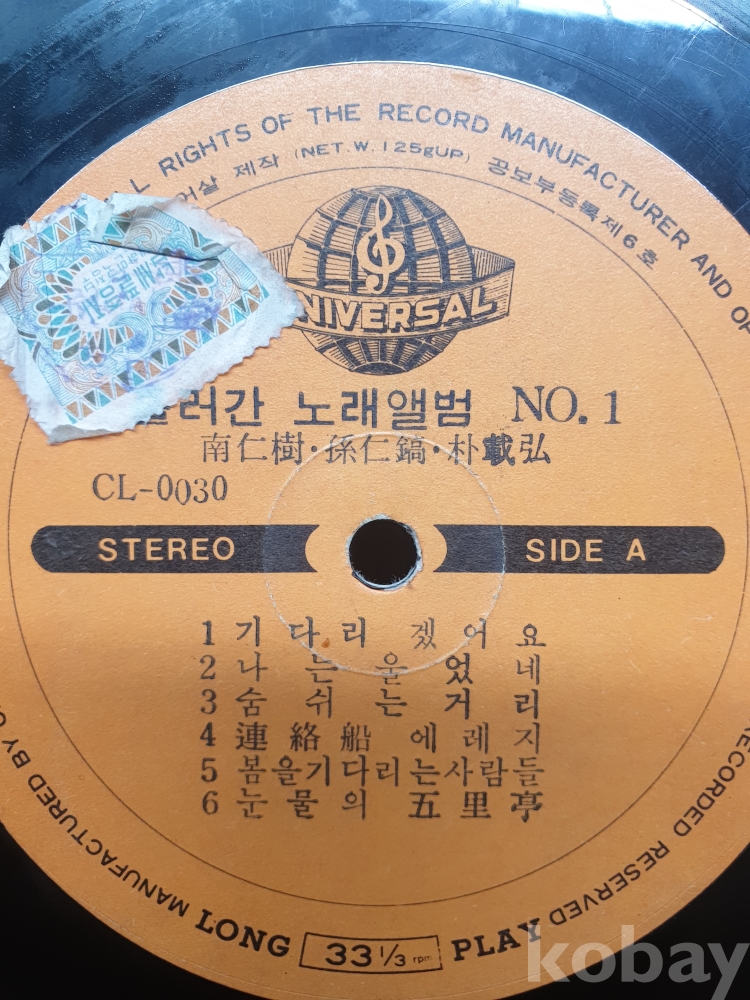 RIGHTS OF THE RECORD MANUFACTURER AND
제작 (NET. W. 125gUP) 공보부등록제6호
UNIVERSAL
흘러간 노래앨범 NO. 1
南仁樹·孫仁鎬·朴載弘
CL-0030
STEREO
SIDE A
1 기다리겠어요
2 나는울었네
3 숨쉬는거리
4 連絡船에레지
5 봄을기다리는사람들
6 눈물의 五里亭
RECORDED RESERVED
MANUFACTURED BY
LONG 33 1/3 rpm PLAY
kobay